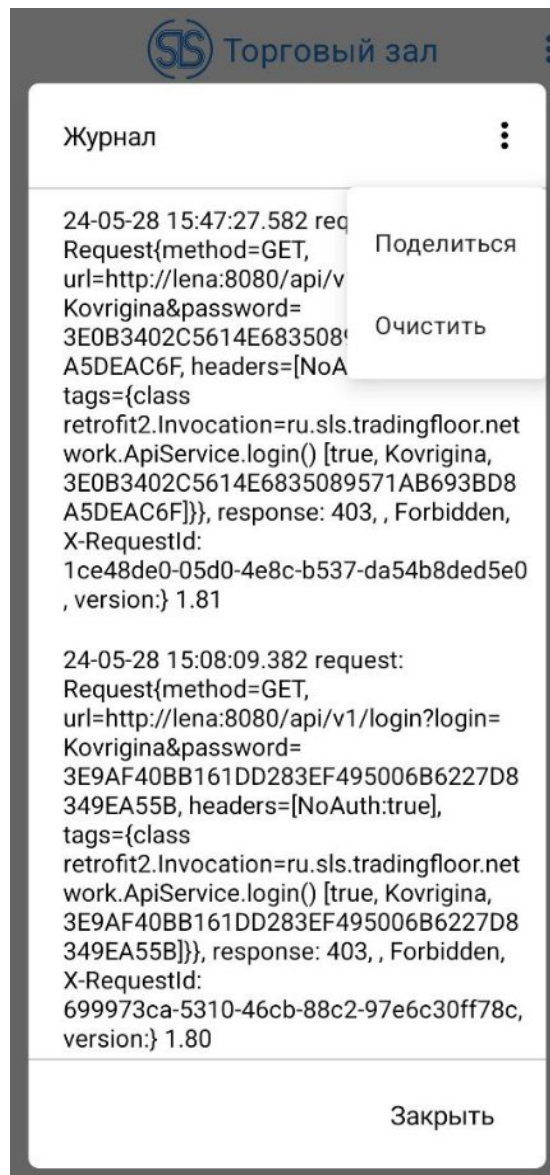 SLS Торговый зал
Журнал
24-05-28 15:47:27.582
Request{method=GET,
url=http://lena:8080/api/v
Kovrigina&password=
3E0B3402C5614E6835089
A5DEAC6F, headers=[NoA
tags={class
retrofit2.Invocation=ru.sls.tradingfloor.net
work.ApiService.login() [true, Kovrigina,
3E0B3402C5614E6835089571AB693BD8
A5DEAC6F]}}, response: 403, , Forbidden,
X-RequestId:
1ce48de0-05d0-4e8c-b537-da54b8ded5e0
, version:} 1.81
Поделиться
Очистить
24-05-28 15:08:09.382 request:
Request{method=GET,
url=http://lena:8080/api/v1/login?login=
Kovrigina&password=
3E9AF40BB161DD283EF495006B6227D8
349EA55B, headers=[NoAuth:true],
tags={class
retrofit2.Invocation=ru.sls.tradingfloor.net
work.ApiService.login() [true, Kovrigina,
3E9AF40BB161DD283EF495006B6227D8
349EA55B]}}, response: 403, , Forbidden,
X-RequestId:
699973ca-5310-46cb-88c2-97e6c30ff78c,
version:} 1.80
Закрыть